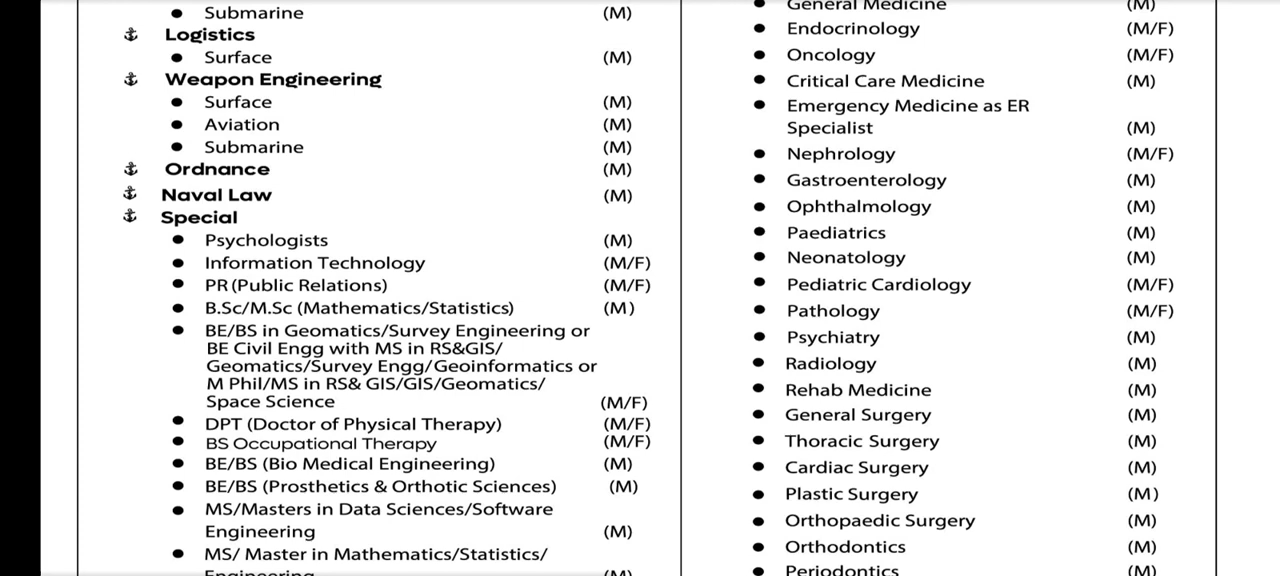 Submarine (M)
Logistics
Surface (M)
Weapon Engineering
Surface (M)
Aviation (M)
Submarine (M)
Ordnance (M)
Naval Law (M)
Special
Psychologists (M)
Information Technology (M/F)
PR (Public Relations) (M/F)
B.Sc/M.Sc (Mathematics/Statistics) (M)
BE/BS in Geomatics/Survey Engineering or
BE Civil Engg with MS in RS&GIS/
Geomatics/Survey Engg/Geoinformatics or
M Phil/MS in RS& GIS/GIS/Geomatics/
Space Science (M/F)
DPT (Doctor of Physical Therapy) (M/F)
BS Occupational Therapy (M/F)
BE/BS (Bio Medical Engineering) (M)
BE/BS (Prosthetics & Orthotic Sciences) (M)
MS/Masters in Data Sciences/Software
Engineering (M)
MS/ Master in Mathematics/Statistics/
Engineering (M)
General Medicine (M)
Endocrinology (M/F)
Oncology (M/F)
Critical Care Medicine (M)
Emergency Medicine as ER
Specialist (M)
Nephrology (M/F)
Gastroenterology (M)
Ophthalmology (M)
Paediatrics (M)
Neonatology (M)
Pediatric Cardiology (M/F)
Pathology (M/F)
Psychiatry (M)
Radiology (M)
Rehab Medicine (M)
General Surgery (M)
Thoracic Surgery (M)
Cardiac Surgery (M)
Plastic Surgery (M)
Orthopaedic Surgery (M)
Orthodontics (M)
Periodontics (M)